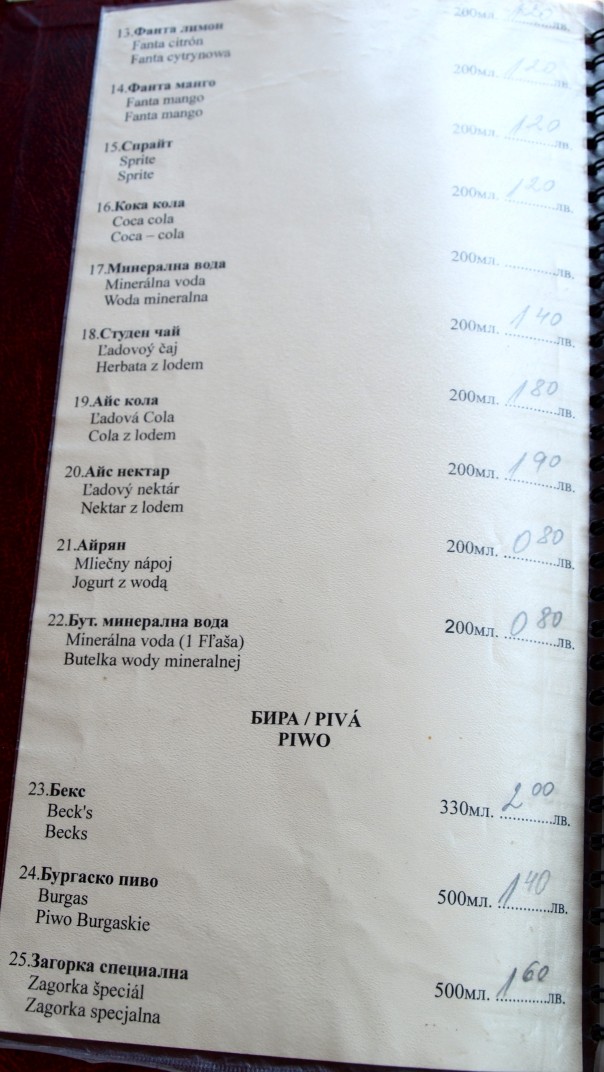 13.Фанта лимон 200мл. ............лв.
Fanta citrón
Fanta cytrynowa
14.Фанта манго 200мл. 1 20 лв.
Fanta mango
Fanta mango
15.Спрайт 200мл. 1 20 лв.
Sprite
Sprite
16.Кока кола 200мл. 1 20 лв.
Coca cola
Coca – cola
17.Минерална вода 200мл. ............лв.
Minerálna voda
Woda mineralna
18.Студен чай 200мл. 1 40 лв.
Ľadovoý čaj
Herbata z lodem
19.Айс кола 200мл. 1 80 лв.
Ľadová Cola
Cola z lodem
20.Айс нектар 200мл. 1 90 лв.
Ľadový nektár
Nektar z lodem
21.Айрян 200мл. 0 80 лв.
Mliečny nápoj
Jogurt z wodą
22.Бут. минерална вода 200мл. 0 80 лв.
Minerálna voda (1 Fľaša)
Butelka wody mineralnej
БИРА / PIVÁ
PIWO
23.Бекс 330мл. 2 00 лв.
Beck's
Becks
24.Бургаско пиво 500мл. 1 40 лв.
Burgas
Piwo Burgaskie
25.Загорка специална 500мл. 1 60 лв.
Zagorka špeciál
Zagorka specjalna